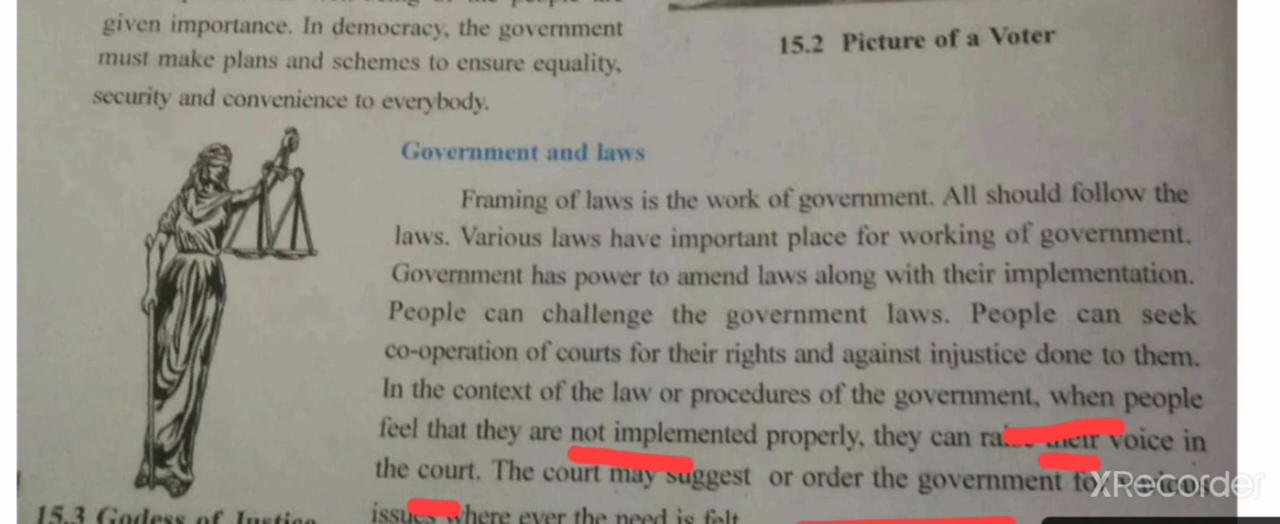 given importance. In democracy, the government
must make plans and schemes to ensure equality,
security and convenience to everybody.
15.2 Picture of a Voter
Government and laws
Framing of laws is the work of government. All should follow the
laws. Various laws have important place for working of government.
Government has power to amend laws along with their implementation.
People can challenge the government laws. People can seek
co-operation of courts for their rights and against injustice done to them.
In the context of the law or procedures of the government, when people
feel that they are not implemented properly, they can their voice in
the court. The court may suggest or order the government
where ever the need is felt
15.3 Godess of Justice
XRecorder